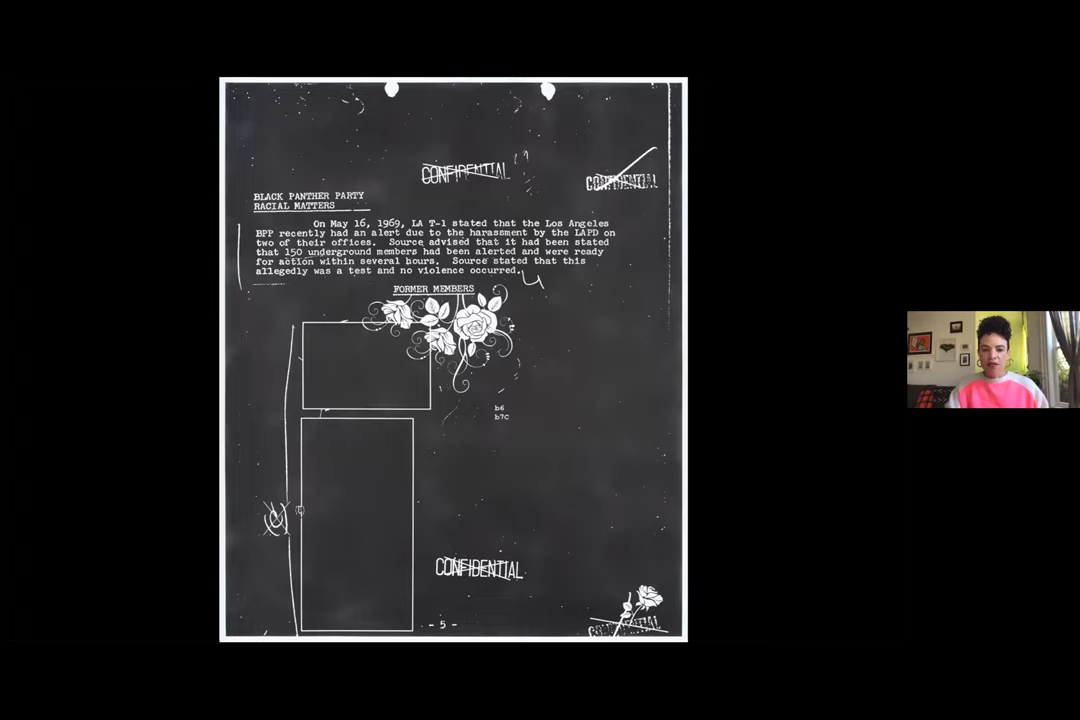 CONFIDENTIAL
CONFIDENTIAL
BLACK PANTHER PARTY
RACIAL MATTERS
On May 16, 1969, LA T-1 stated that the Los Angeles
BPP recently had an alert due to the harassment by the LAPD on
two of their offices. Source advised that it had been stated
that 150 underground members had been alerted and were ready
for action within several hours. Source stated that this
allegedly was a test and no violence occurred.
FORMER MEMBERS
b6
b7C
CONFIDENTIAL
- 5 -
CONFIDENTIAL